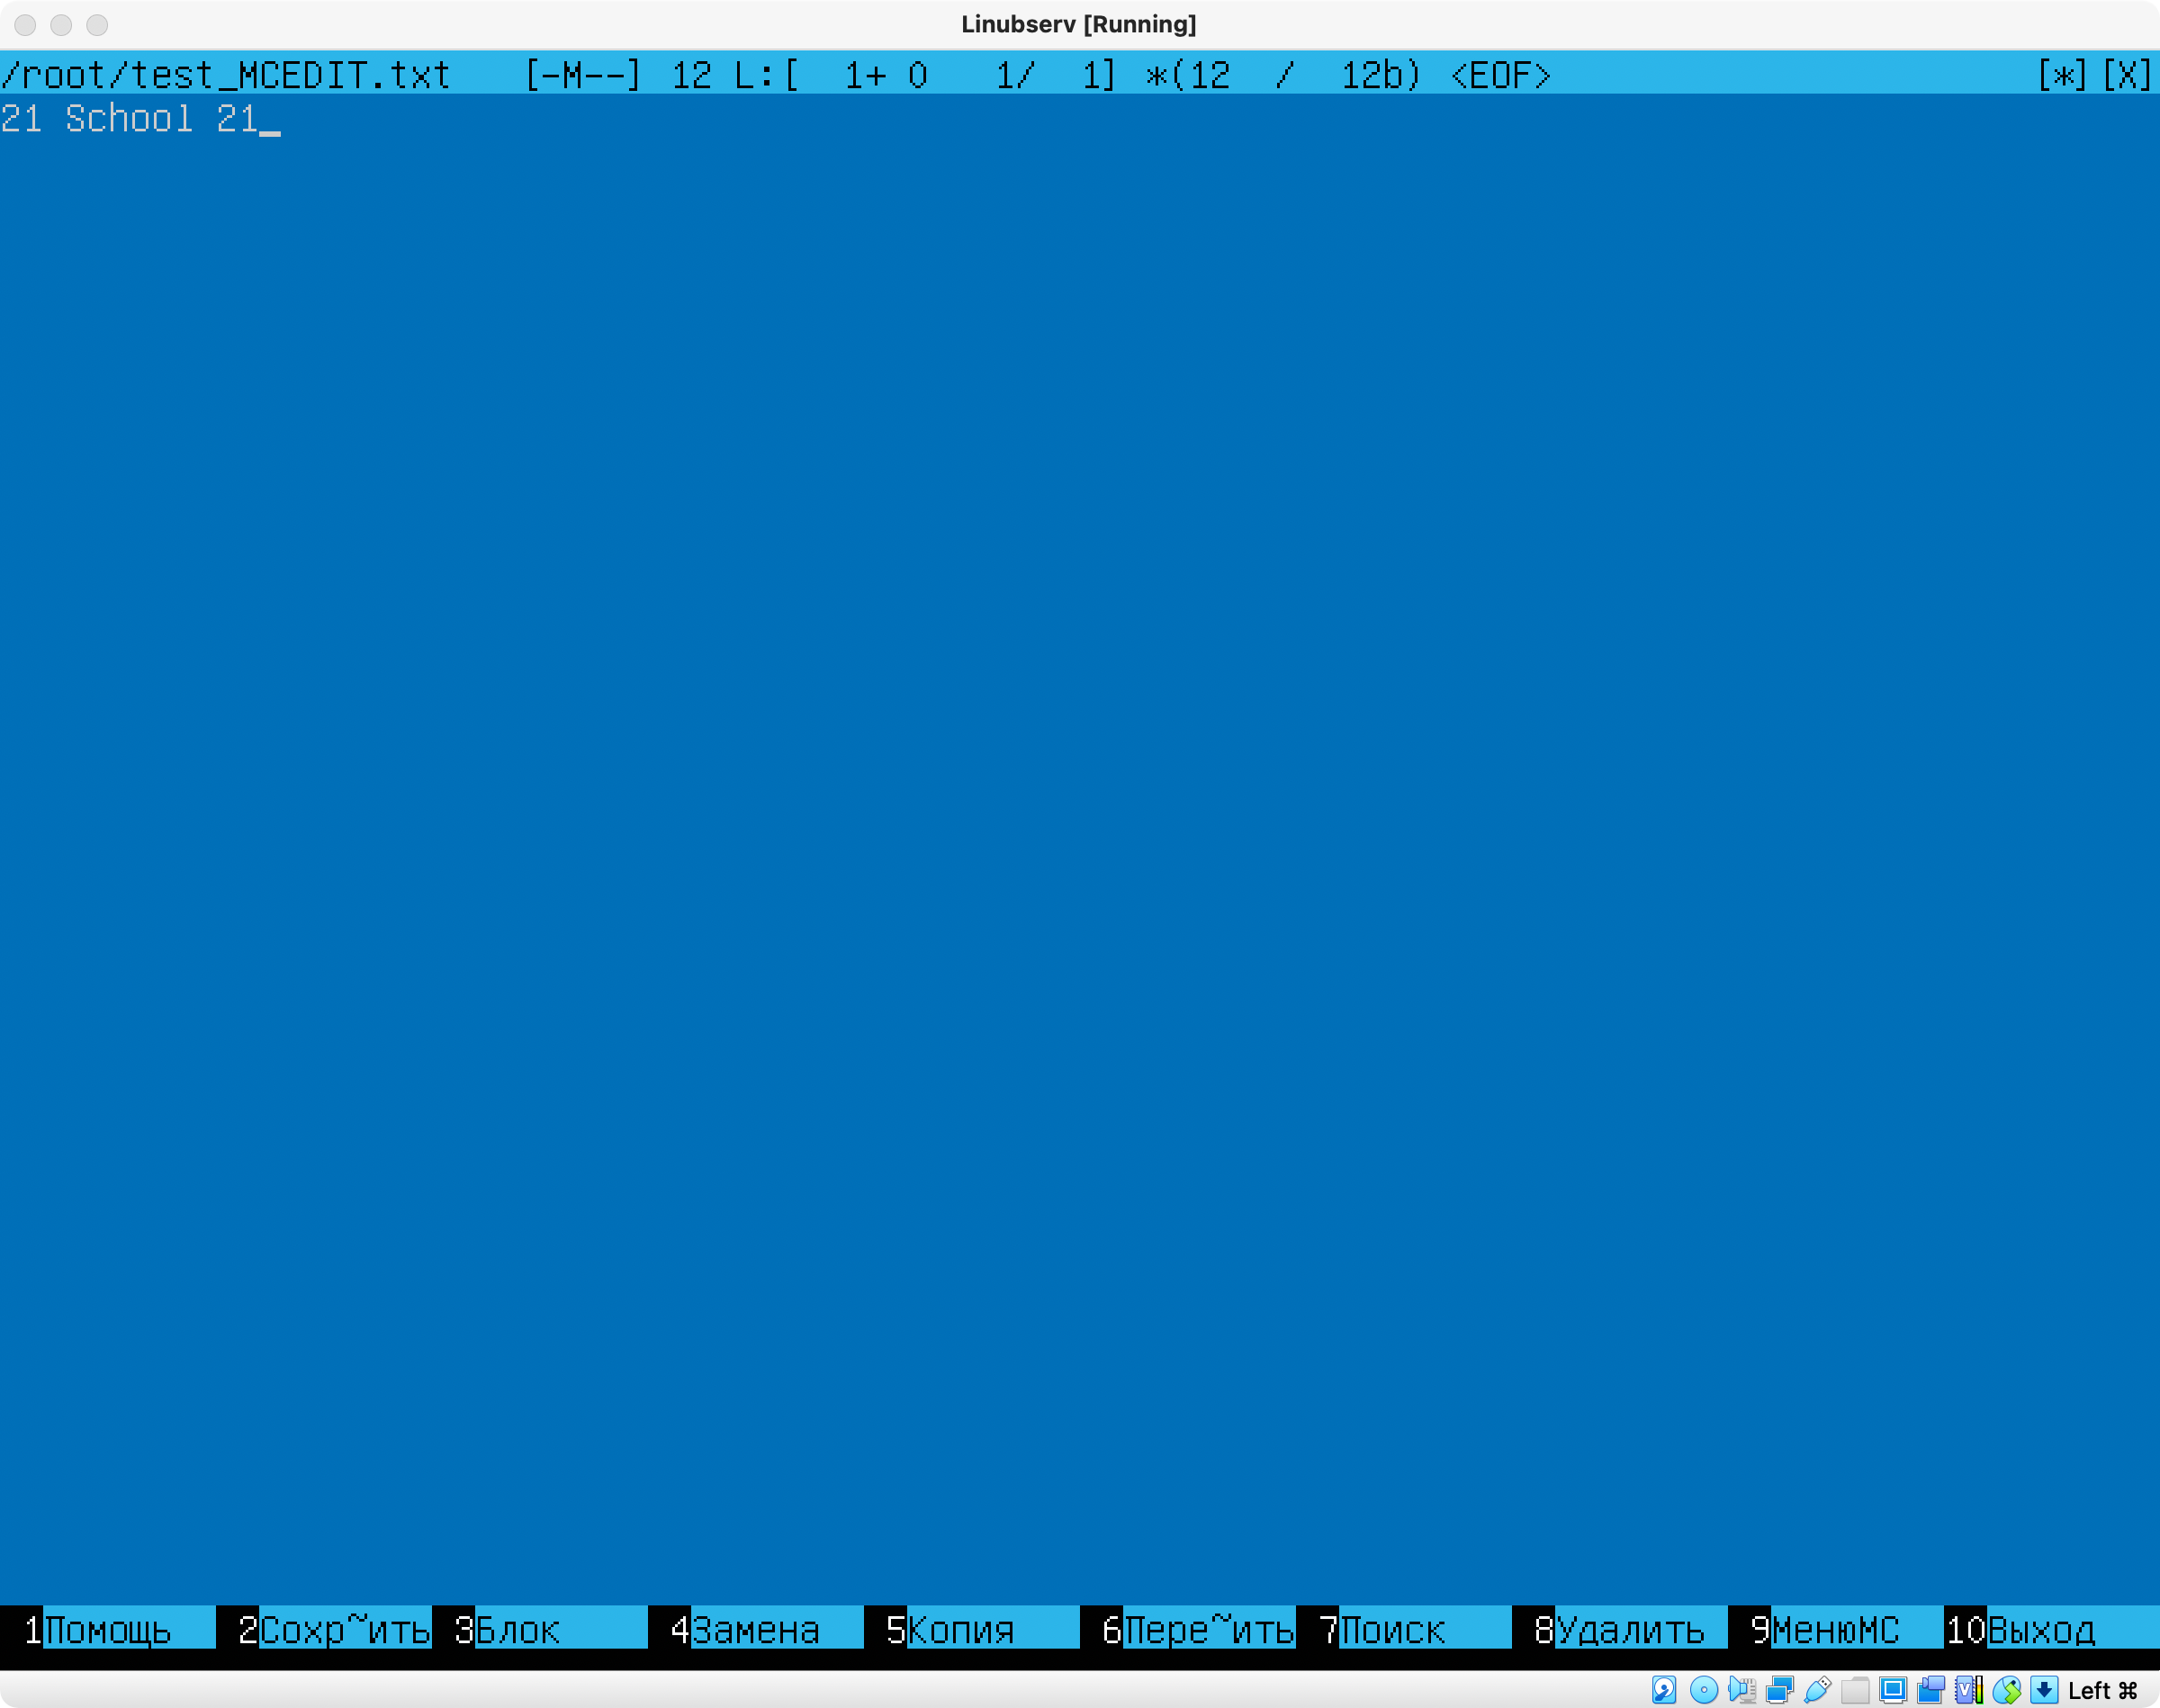 Linubserv [Running]
/root/test_MCEDIT.txt [-M--] 12 L:[ 1+ 0 1/ 1] *(12 / 12b) <EOF> [*][X]
21 School 21_
1Помощь 2Сохр~ить 3Блок 4Замена 5Копия 6Пере~ить 7Поиск 8Удалить 9МенюМС 10Выход
Left ⌘